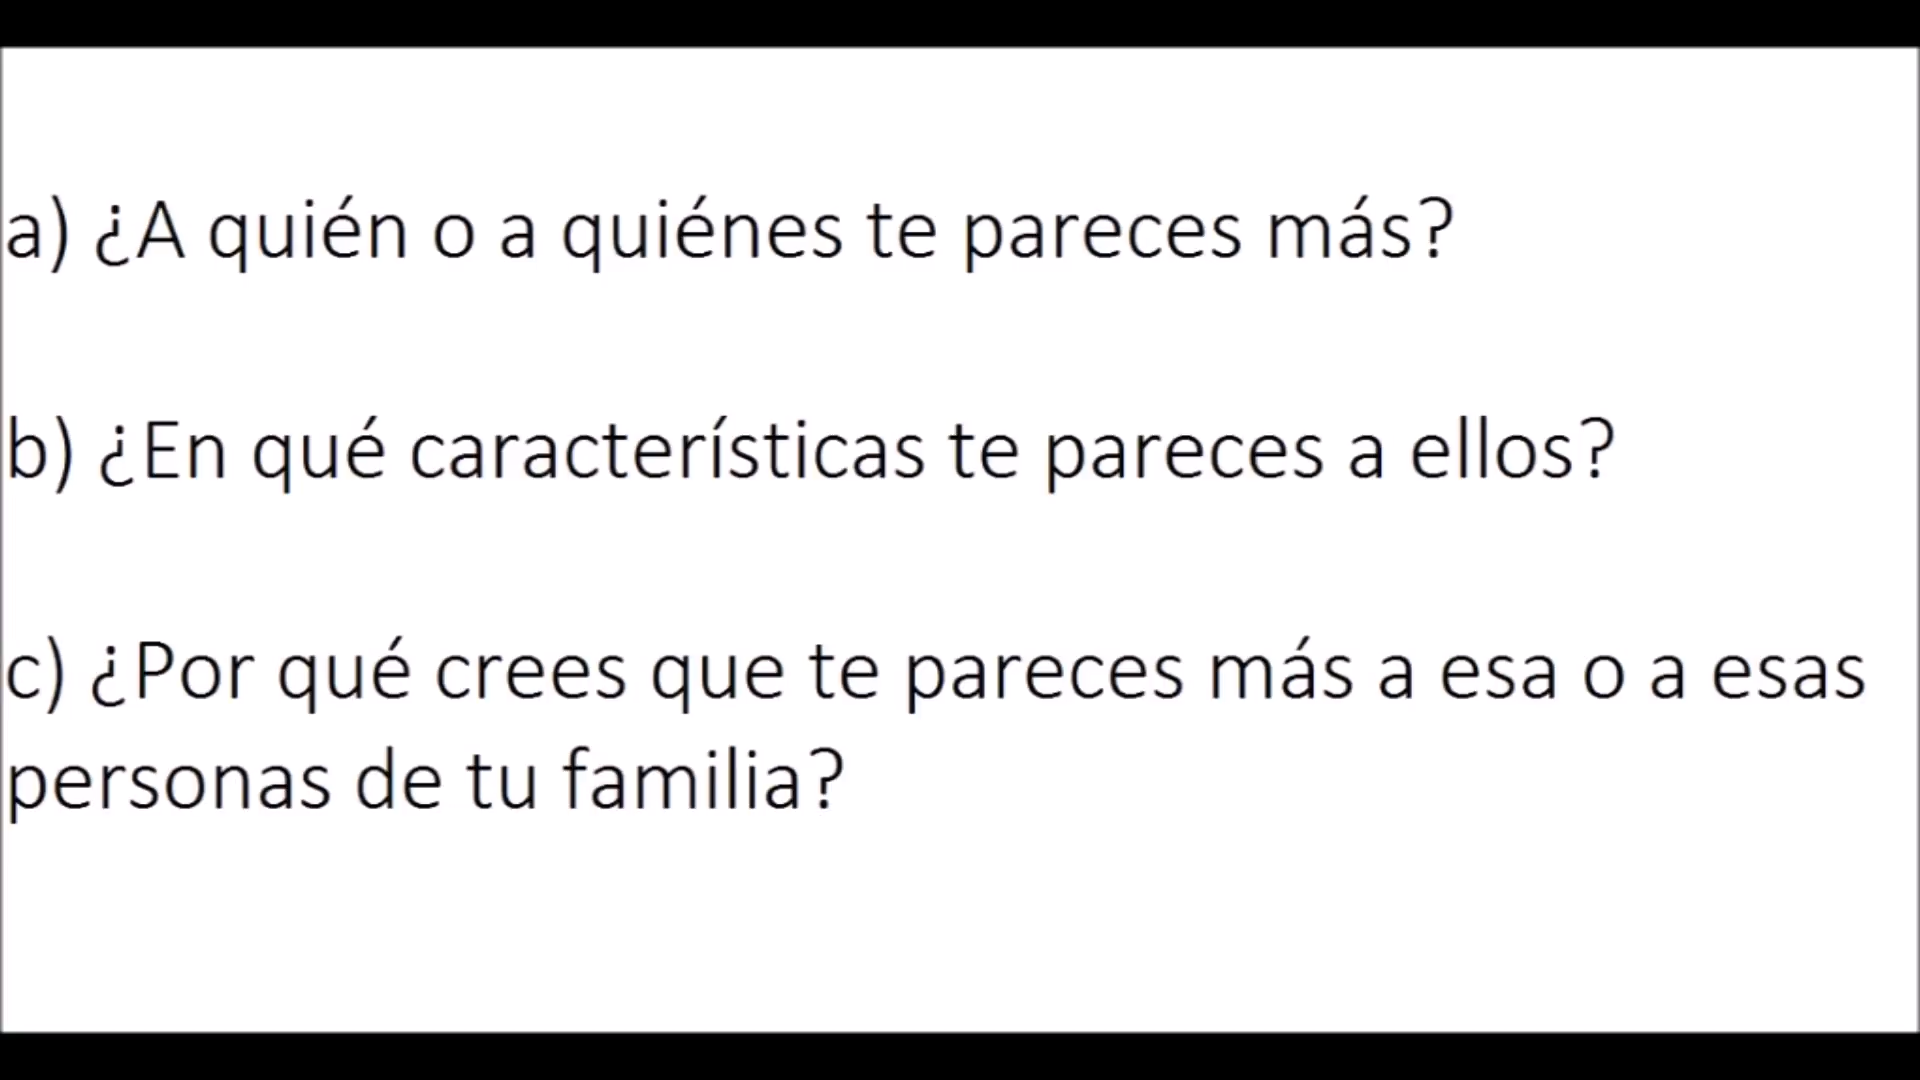 a) ¿A quién o a quiénes te pareces más?
b) ¿En qué características te pareces a ellos?
c) ¿Por qué crees que te pareces más a esa o a esas
personas de tu familia?